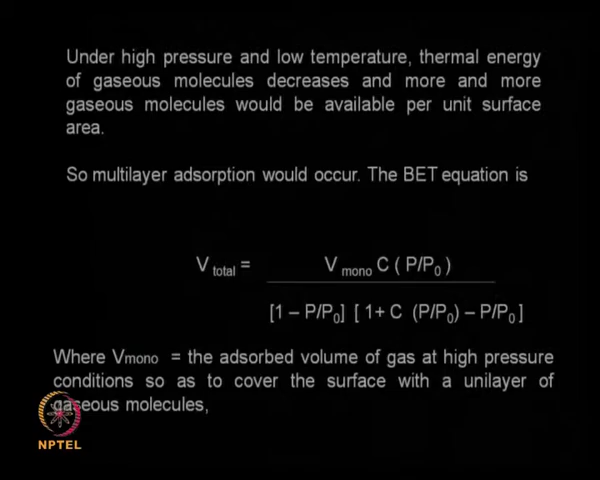 Under high pressure and low temperature, thermal energy
of gaseous molecules decreases and more and more
gaseous molecules would be available per unit surface
area.
So multilayer adsorption would occur. The BET equation is
V total = V mono C ( P/P0 )
[1 – P/P0] [ 1+ C (P/P0) – P/P0 ]
Where Vmono = the adsorbed volume of gas at high pressure
conditions so as to cover the surface with a unilayer of
gaseous molecules,
NPTEL